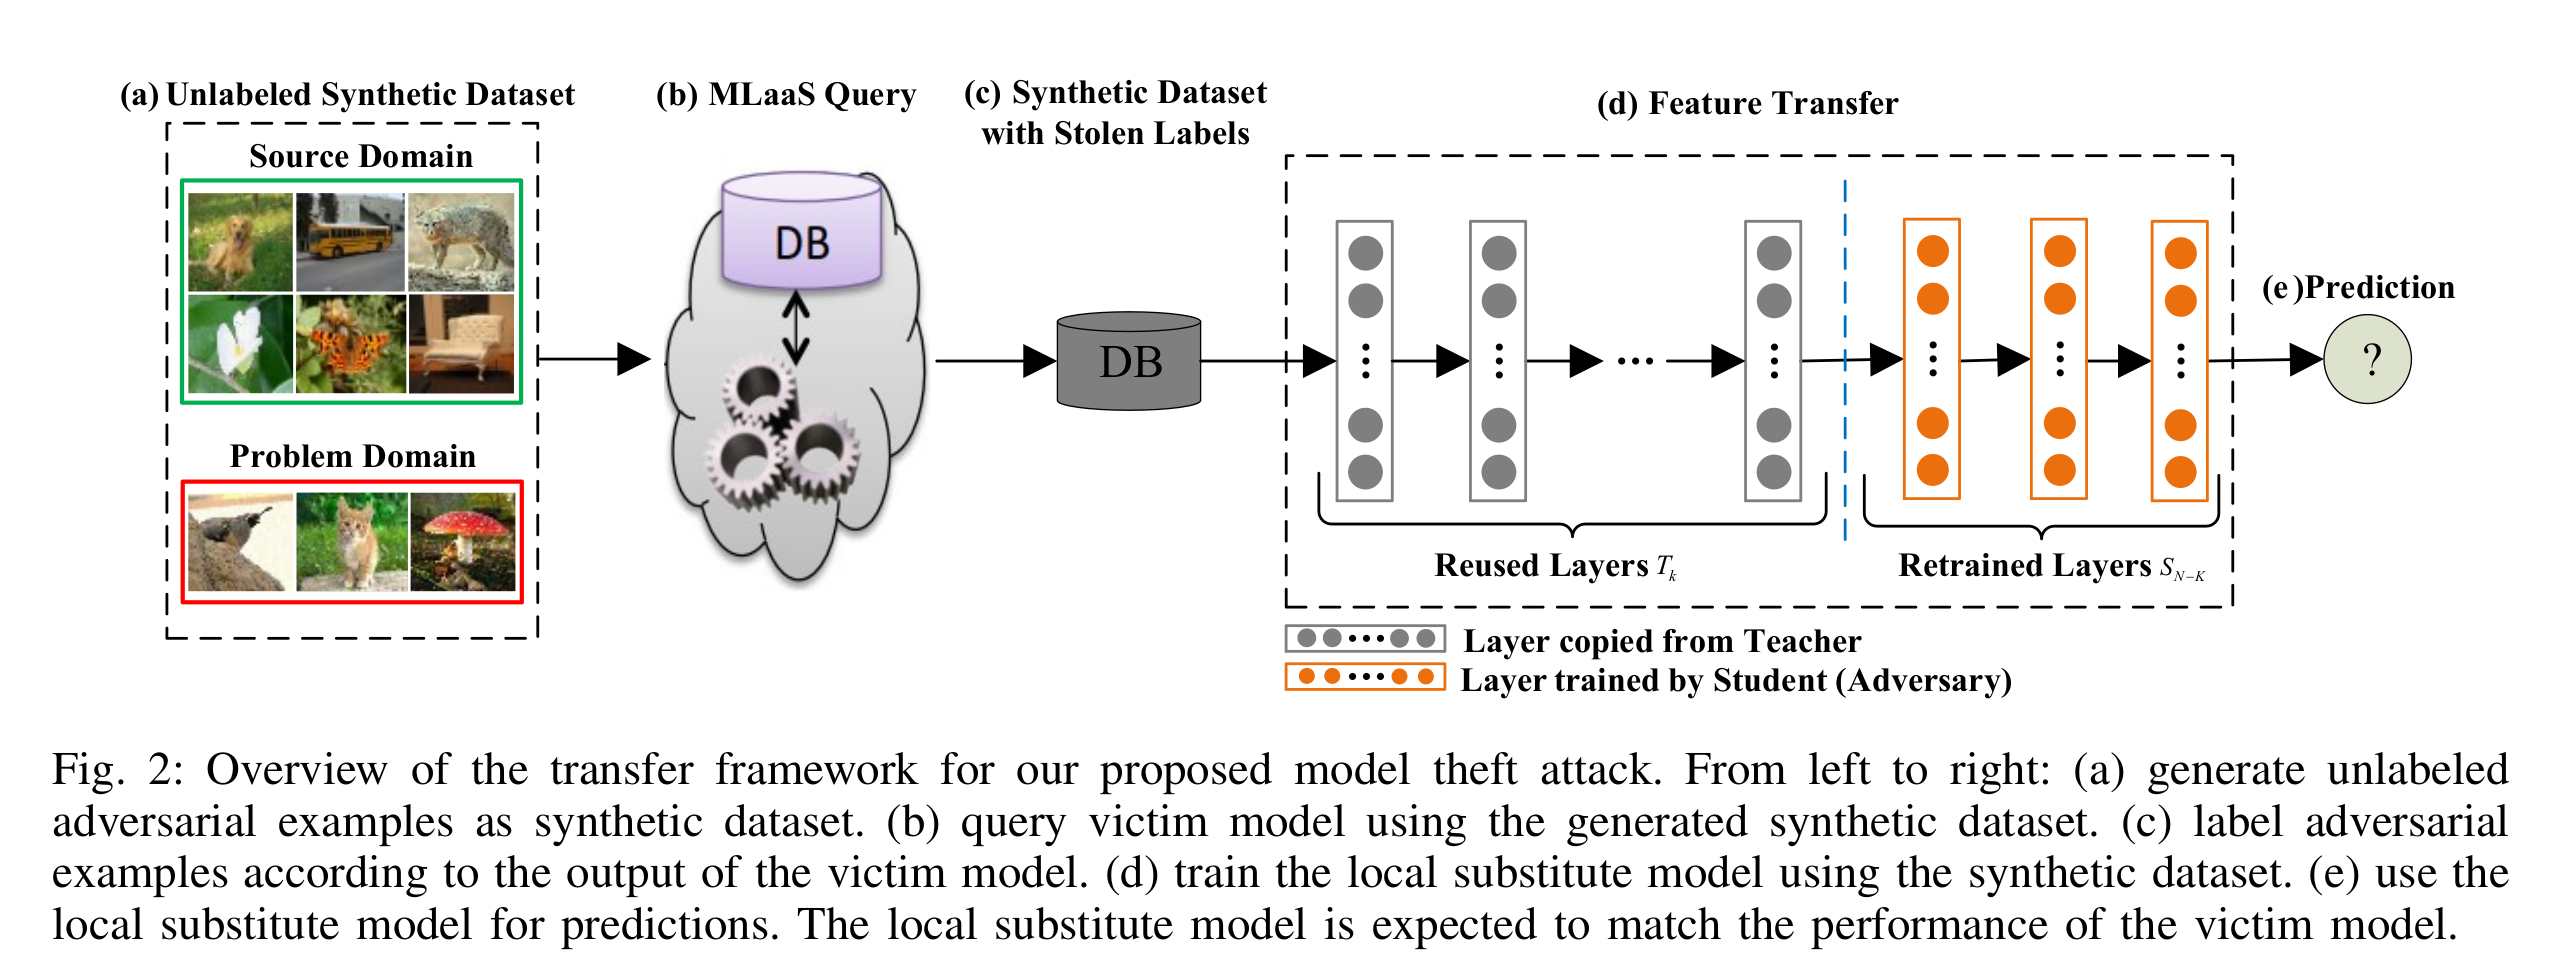 (a) Unlabeled Synthetic Dataset
Source Domain
Problem Domain
(b) MLaaS Query
DB
(c) Synthetic Dataset
with Stolen Labels
DB
(d) Feature Transfer
Reused Layers T_k
Retrained Layers S_{N-K}
(e )Prediction
?
Layer copied from Teacher
Layer trained by Student (Adversary)
Fig. 2: Overview of the transfer framework for our proposed model theft attack. From left to right: (a) generate unlabeled
adversarial examples as synthetic dataset. (b) query victim model using the generated synthetic dataset. (c) label adversarial
examples according to the output of the victim model. (d) train the local substitute model using the synthetic dataset. (e) use the
local substitute model for predictions. The local substitute model is expected to match the performance of the victim model.